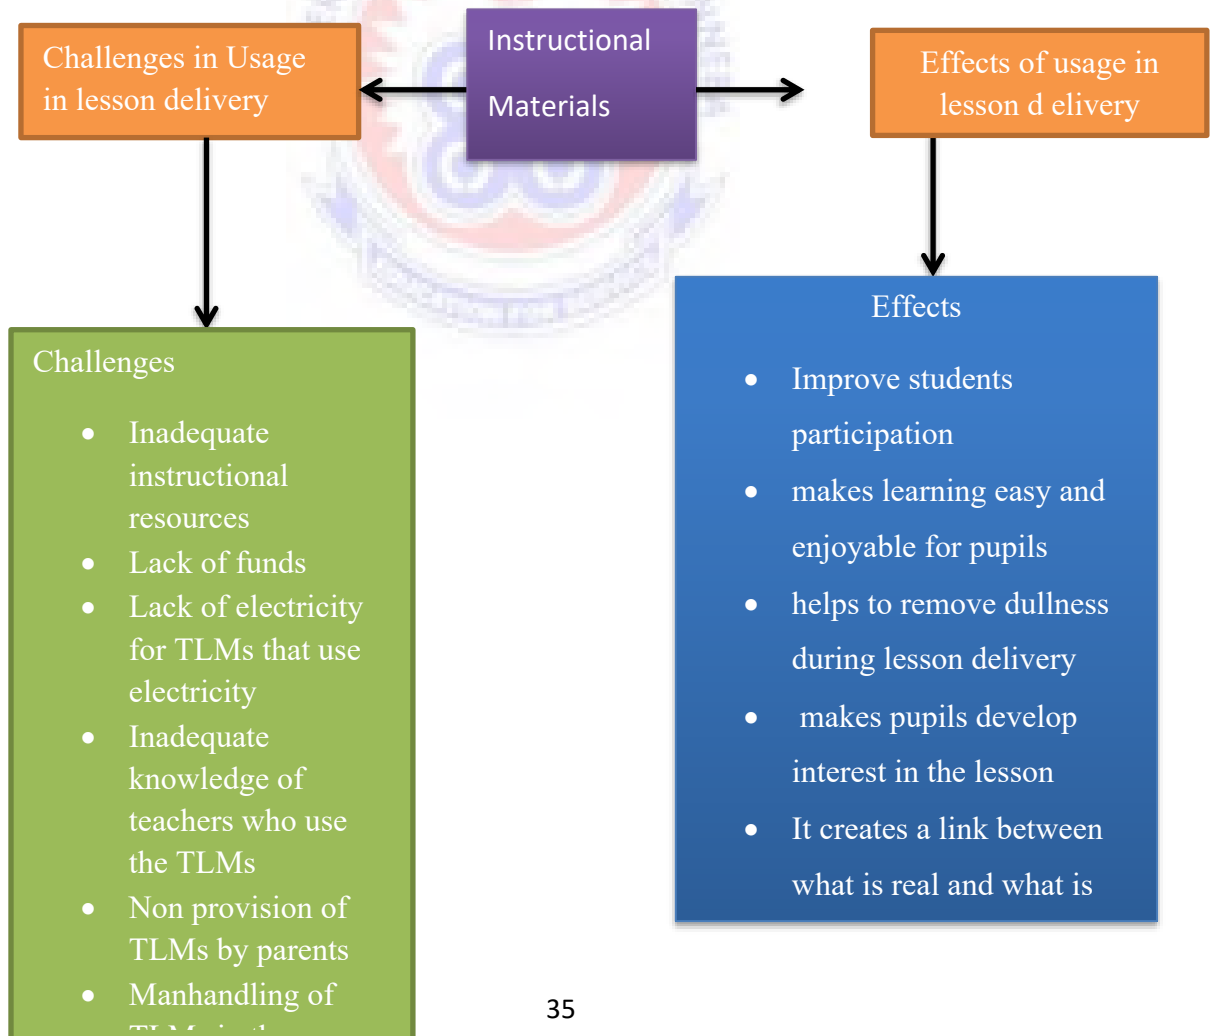 Instructional
Materials
Challenges in Usage
in lesson delivery
Effects of usage in
lesson d elivery
Challenges
• Inadequate
instructional
resources
• Lack of funds
• Lack of electricity
for TLMs that use
electricity
• Inadequate
knowledge of
teachers who use
the TLMs
• Non provision of
TLMs by parents
• Manhandling of
Effects
• Improve students
participation
• makes learning easy and
enjoyable for pupils
• helps to remove dullness
during lesson delivery
• makes pupils develop
interest in the lesson
• It creates a link between
what is real and what is
35